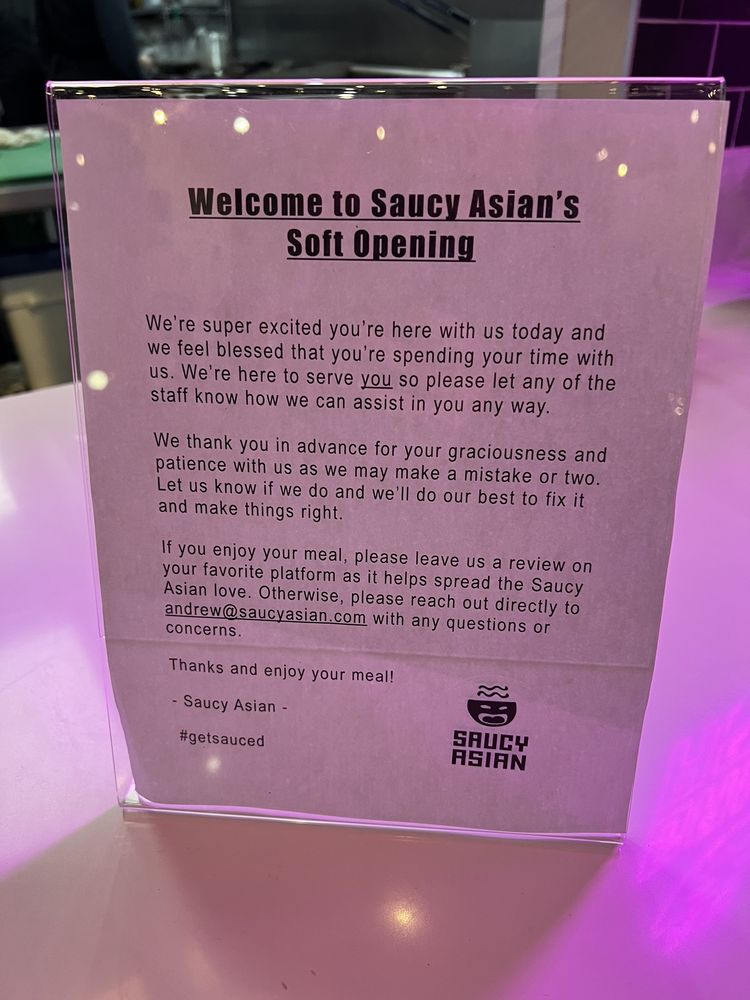 Welcome to Saucy Asian's
Soft Opening
We're super excited you're here with us today and
we feel blessed that you're spending your time with
us. We're here to serve you so please let any of the
staff know how we can assist in you any way.
We thank you in advance for your graciousness and
patience with us as we may make a mistake or two.
Let us know if we do and we'll do our best to fix it
and make things right.
If you enjoy your meal, please leave us a review on
your favorite platform as it helps spread the Saucy
Asian love. Otherwise, please reach out directly to
andrew@saucyasian.com with any questions or
concerns.
Thanks and enjoy your meal!
- Saucy Asian -
#getsauced
SAUCY
ASIAN